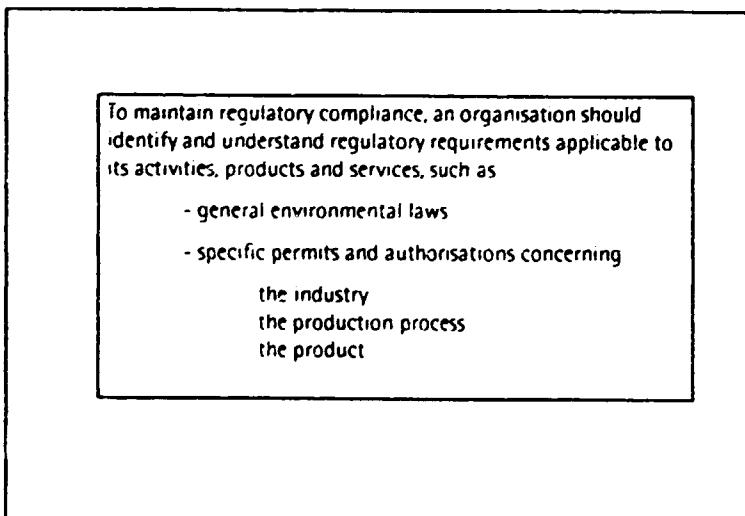 To maintain regulatory compliance, an organisation should
identify and understand regulatory requirements applicable to
its activities, products and services, such as
- general environmental laws
- specific permits and authorisations concerning
the industry
the production process
the product